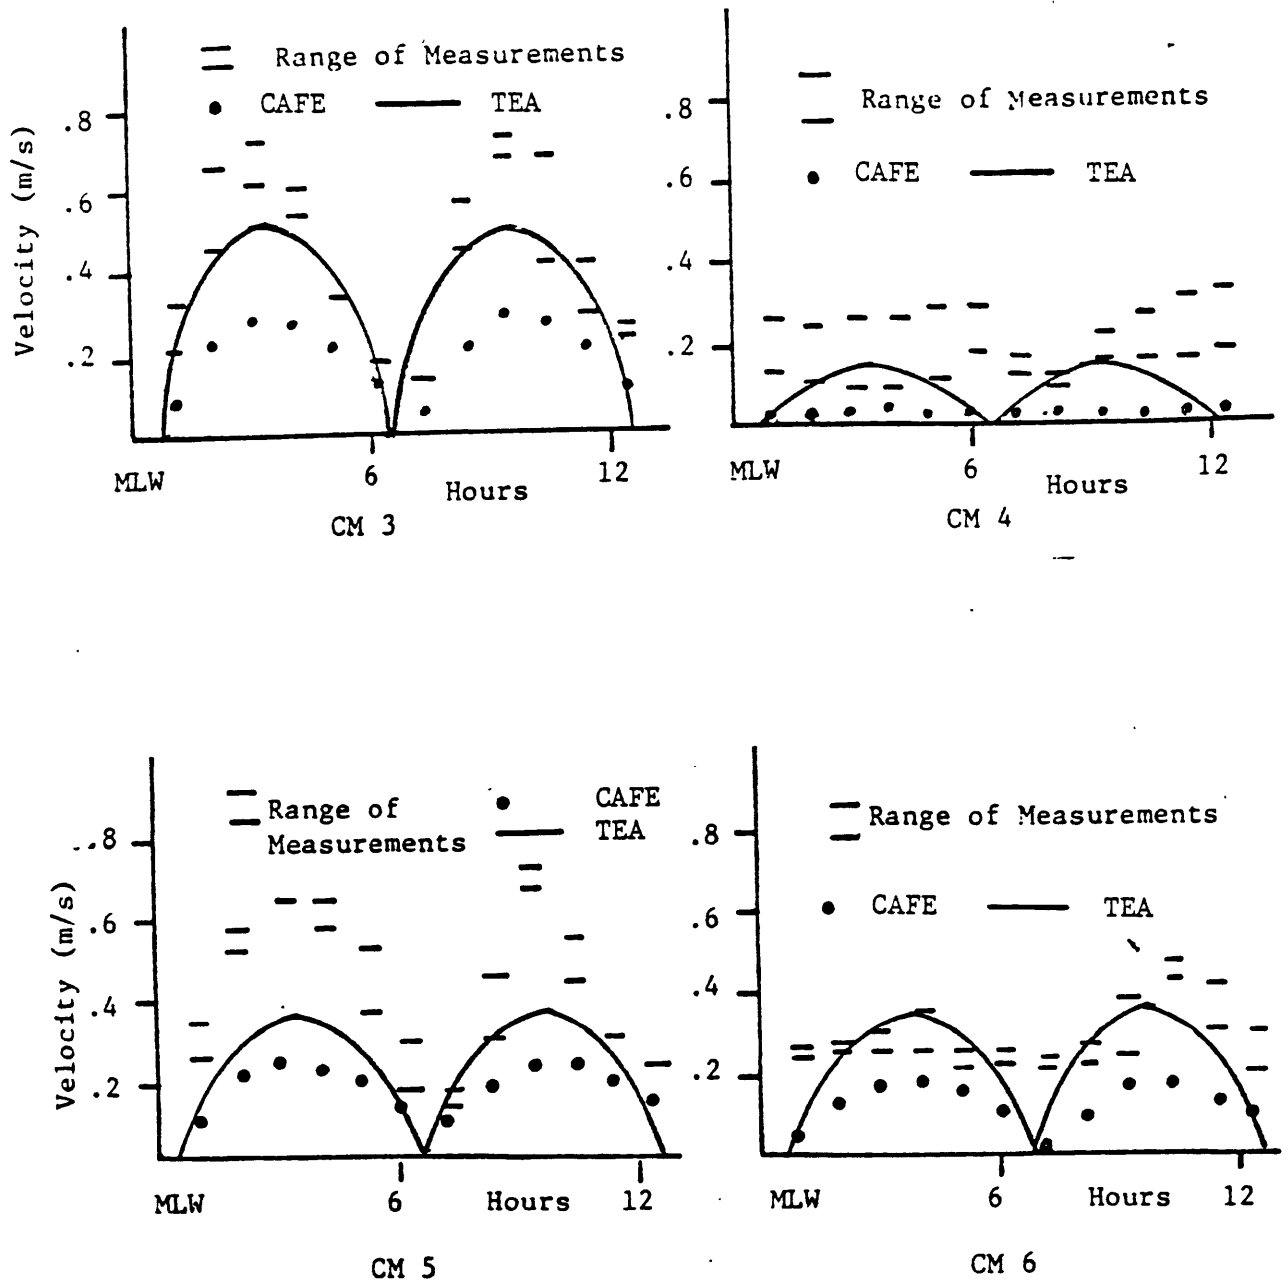 Range of Measurements
CAFE TEA
.8
.6
.4
.2
Velocity (m/s)
MLW 6 Hours 12
CM 3
Range of Measurements
CAFE TEA
.8
.6
.4
.2
MLW 6 Hours 12
CM 4
Range of
Measurements
CAFE
TEA
.8
.6
.4
.2
Velocity (m/s)
MLW 6 Hours 12
CM 5
Range of Measurements
CAFE TEA
.8
.6
.4
.2
MLW 6 Hours 12
CM 6